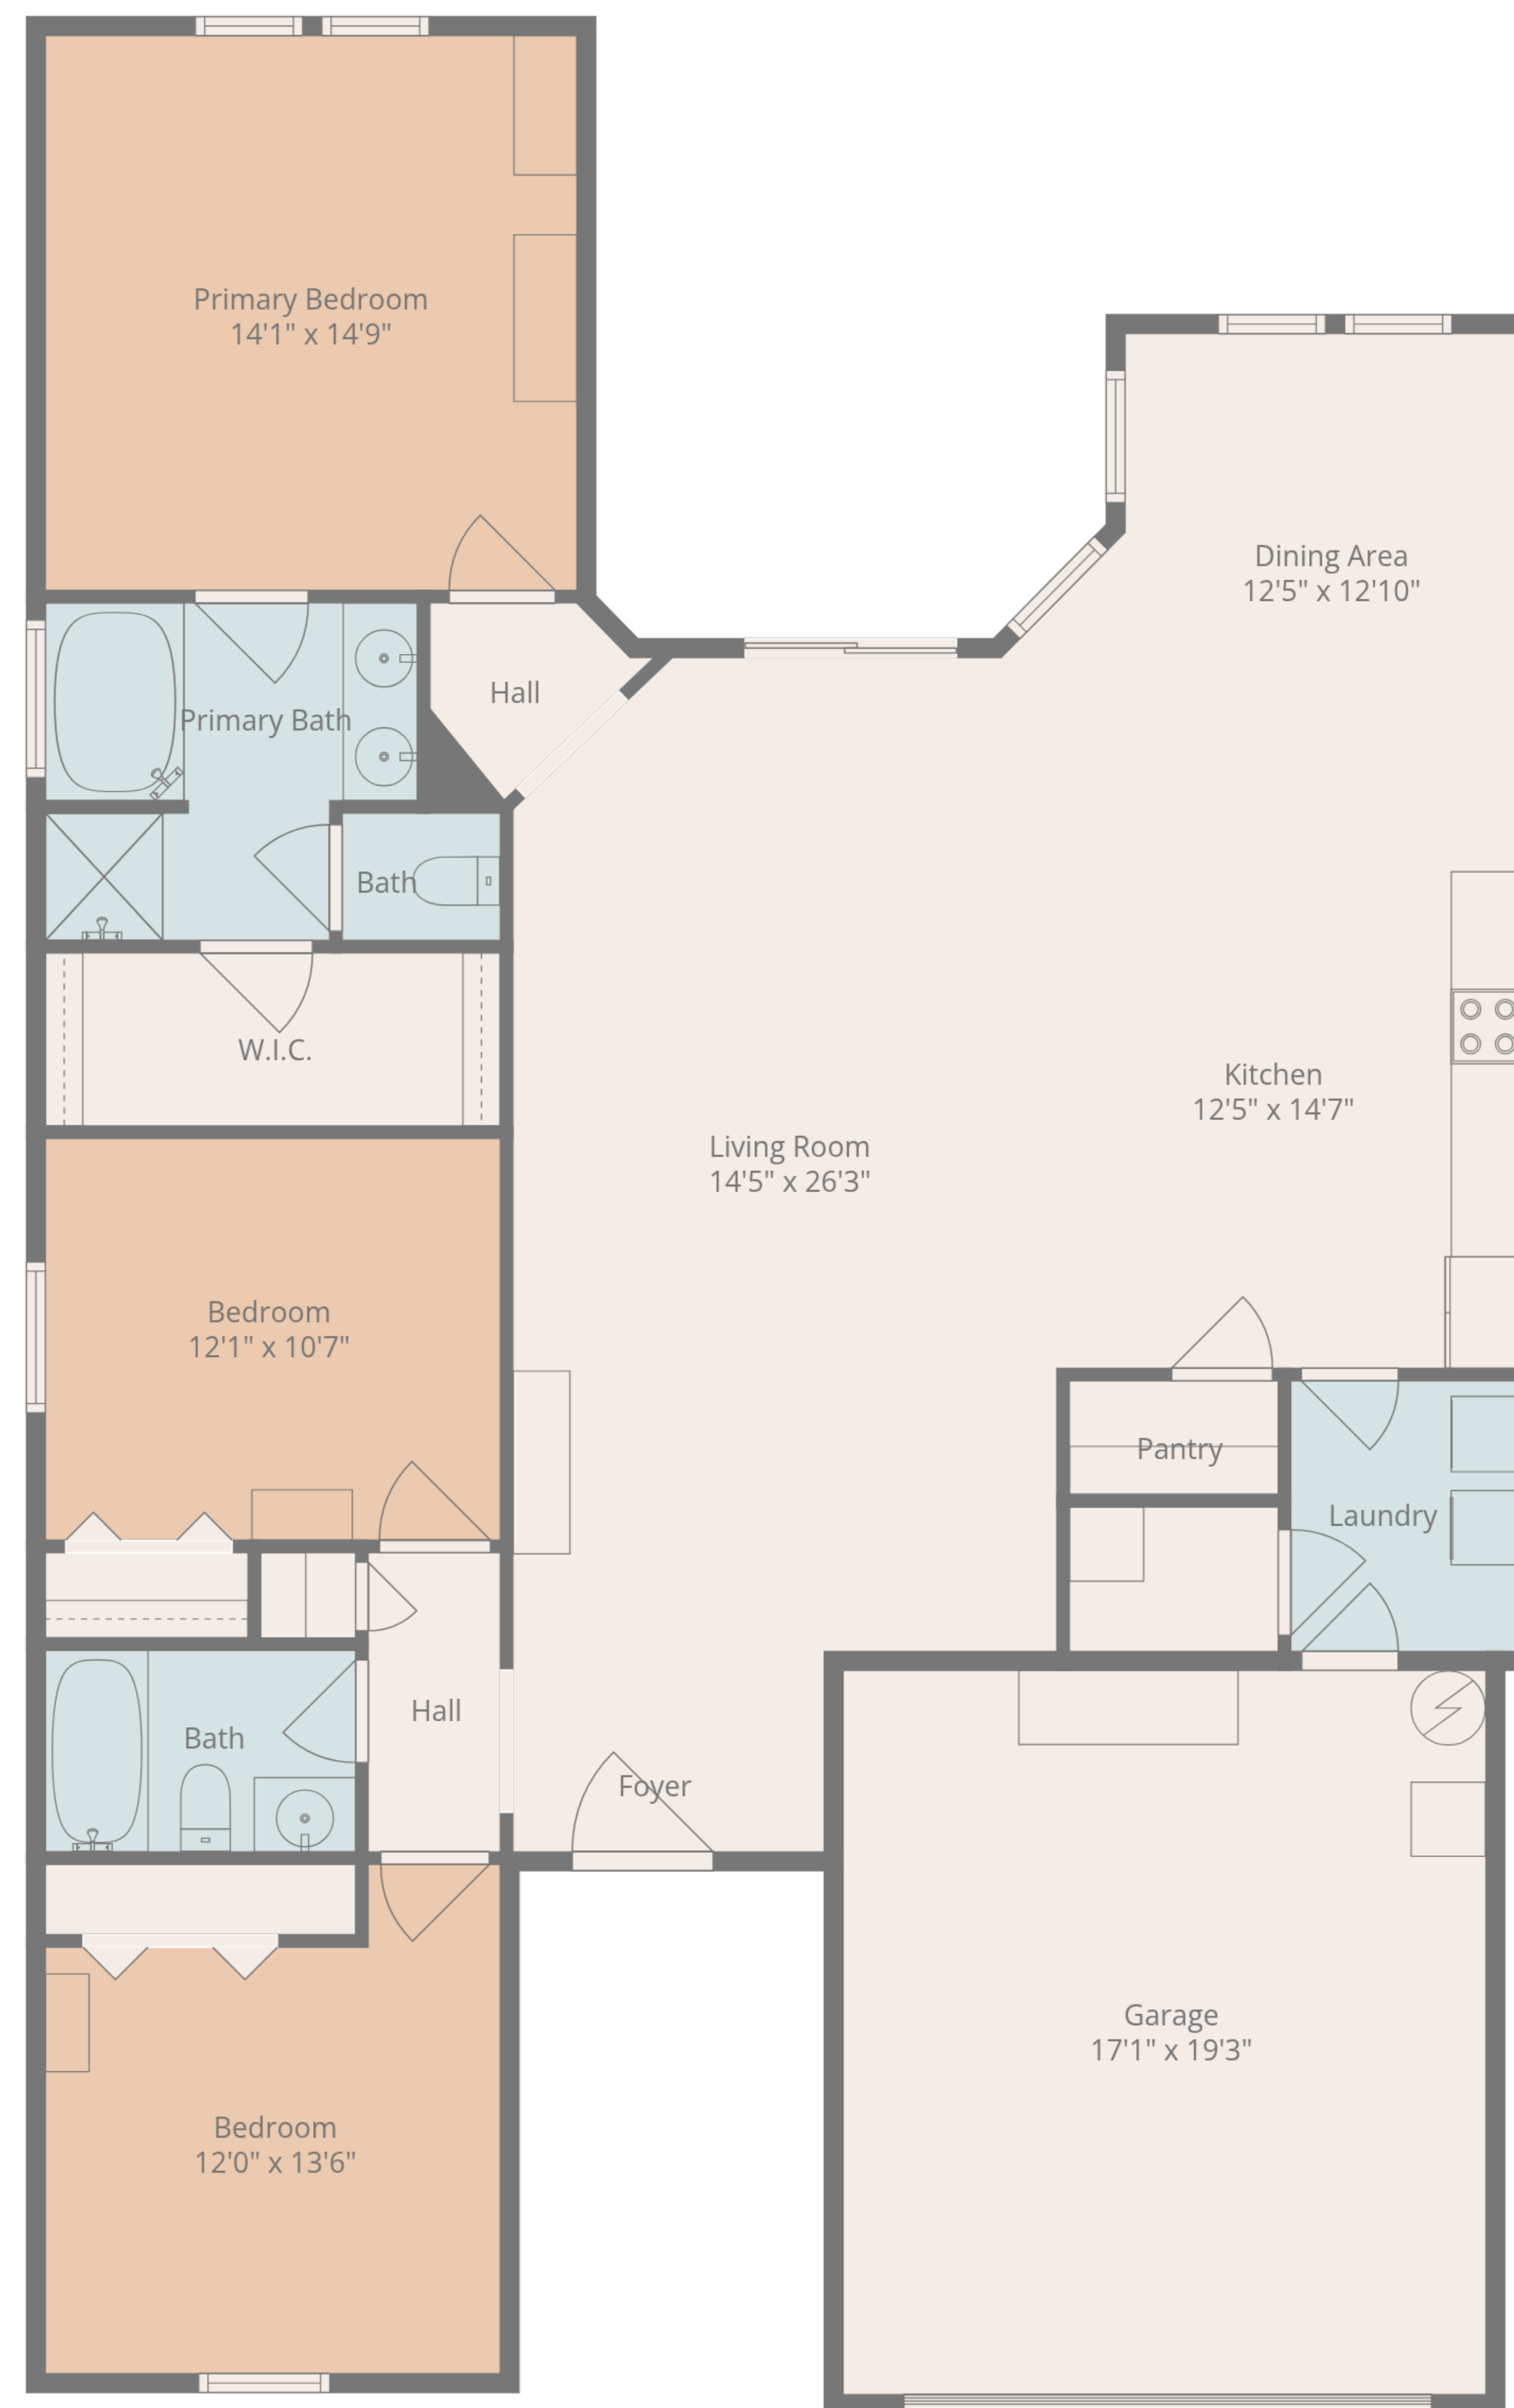 Primary Bedroom
14'1" x 14'9"
Dining Area
12'5" x 12'10"
Hall
Primary Bath
Bath
W.I.C.
Kitchen
12'5" x 14'7"
Living Room
14'5" x 26'3"
Bedroom
12'1" x 10'7"
Pantry
Laundry
Hall
Bath
Foyer
Garage
17'1" x 19'3"
Bedroom
12'0" x 13'6"